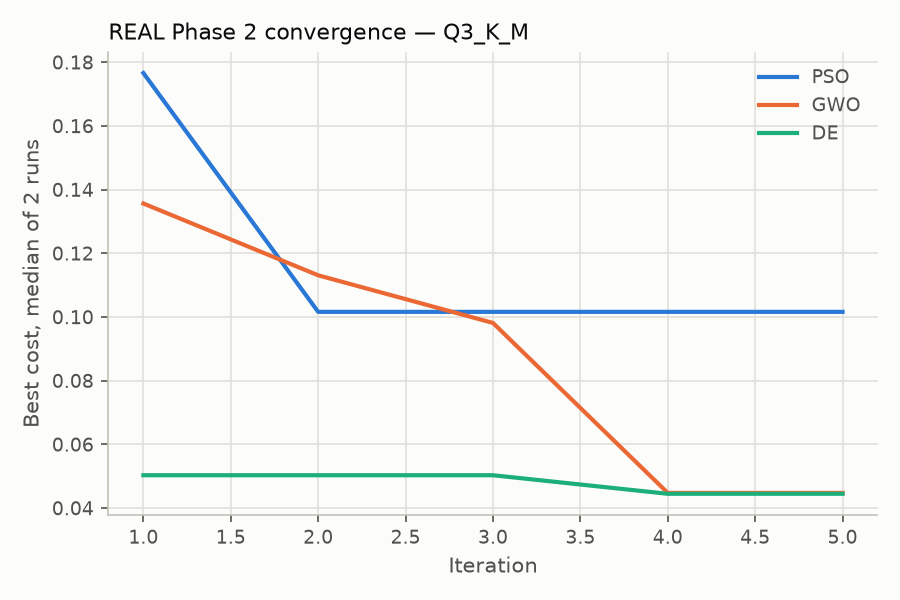 REAL Phase 2 convergence — Q3_K_M
PSO
GWO
DE
Best cost, median of 2 runs
0.18
0.16
0.14
0.12
0.10
0.08
0.06
0.04
1.0 1.5 2.0 2.5 3.0 3.5 4.0 4.5 5.0
Iteration